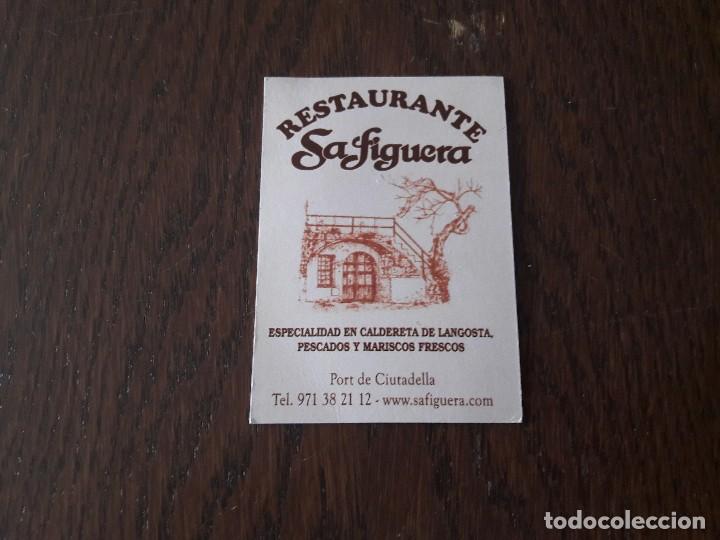 RESTAURANTE
Sa figuera
ESPECIALIDAD EN CALDERETA DE LANGOSTA,
PESCADOS Y MARISCOS FRESCOS
Port de Ciutadella
Tel. 971 38 21 12 - www.safiguera.com
todocoleccion